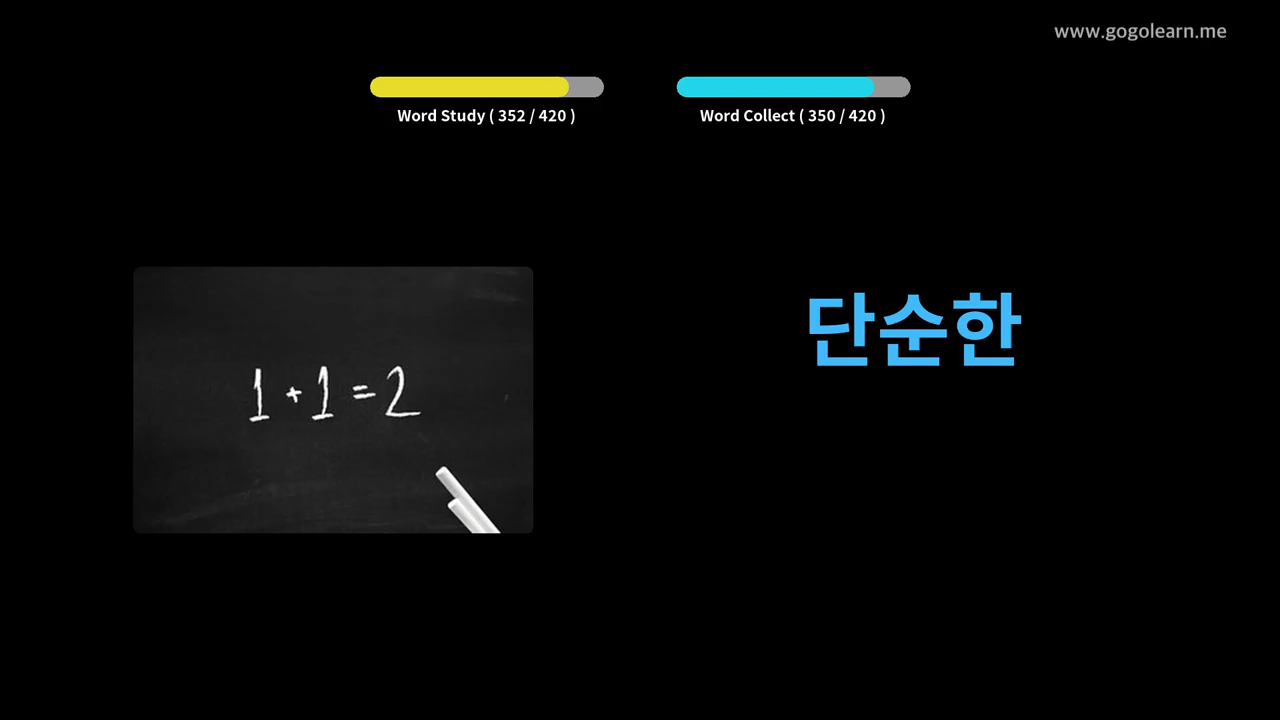 www.gogolearn.me
Word Study ( 352 / 420 )
Word Collect ( 350 / 420 )
1 + 1 = 2
단순한